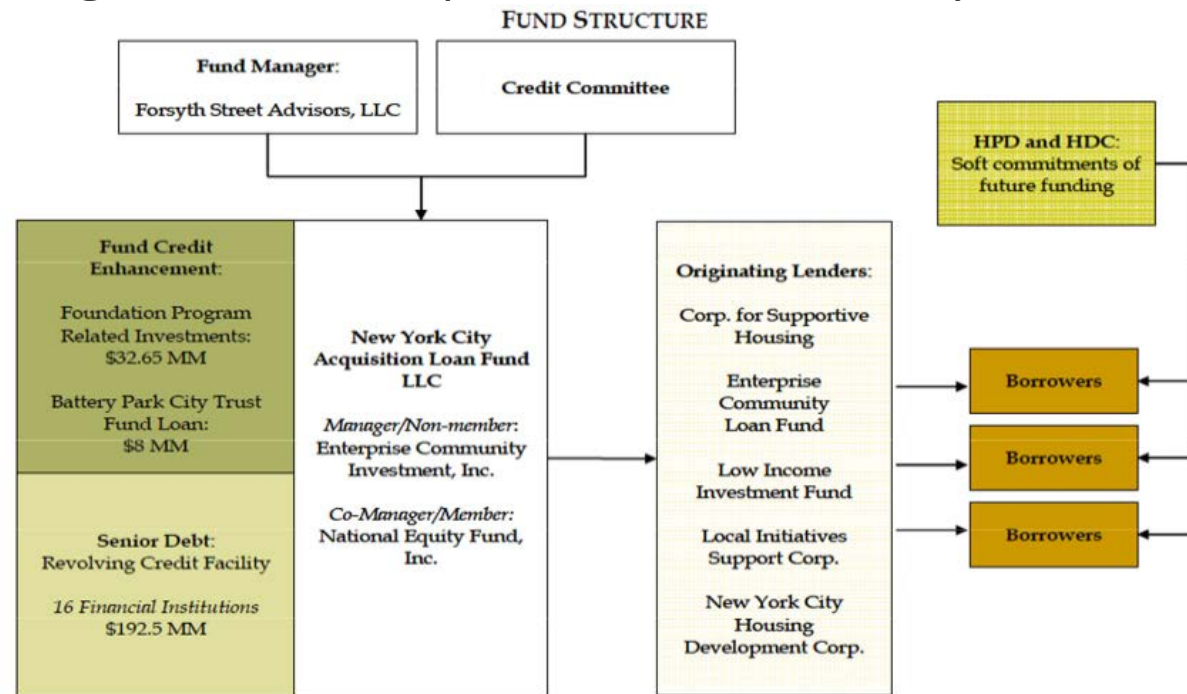 FUND STRUCTURE
Fund Manager:
Forsyth Street Advisors, LLC
Credit Committee
HPD and HDC:
Soft commitments of
future funding
Fund Credit
Enhancement:
Foundation Program
Related Investments:
$32.65 MM
Battery Park City Trust
Fund Loan:
$8 MM
Senior Debt:
Revolving Credit Facility
16 Financial Institutions
$192.5 MM
New York City
Acquisition Loan Fund
LLC
Manager/Non-member:
Enterprise Community
Investment, Inc.
Co-Manager/Member:
National Equity Fund,
Inc.
Originating Lenders:
Corp. for Supportive
Housing
Enterprise
Community
Loan Fund
Low Income
Investment Fund
Local Initiatives
Support Corp.
New York City
Housing
Development Corp.
Borrowers
Borrowers
Borrowers